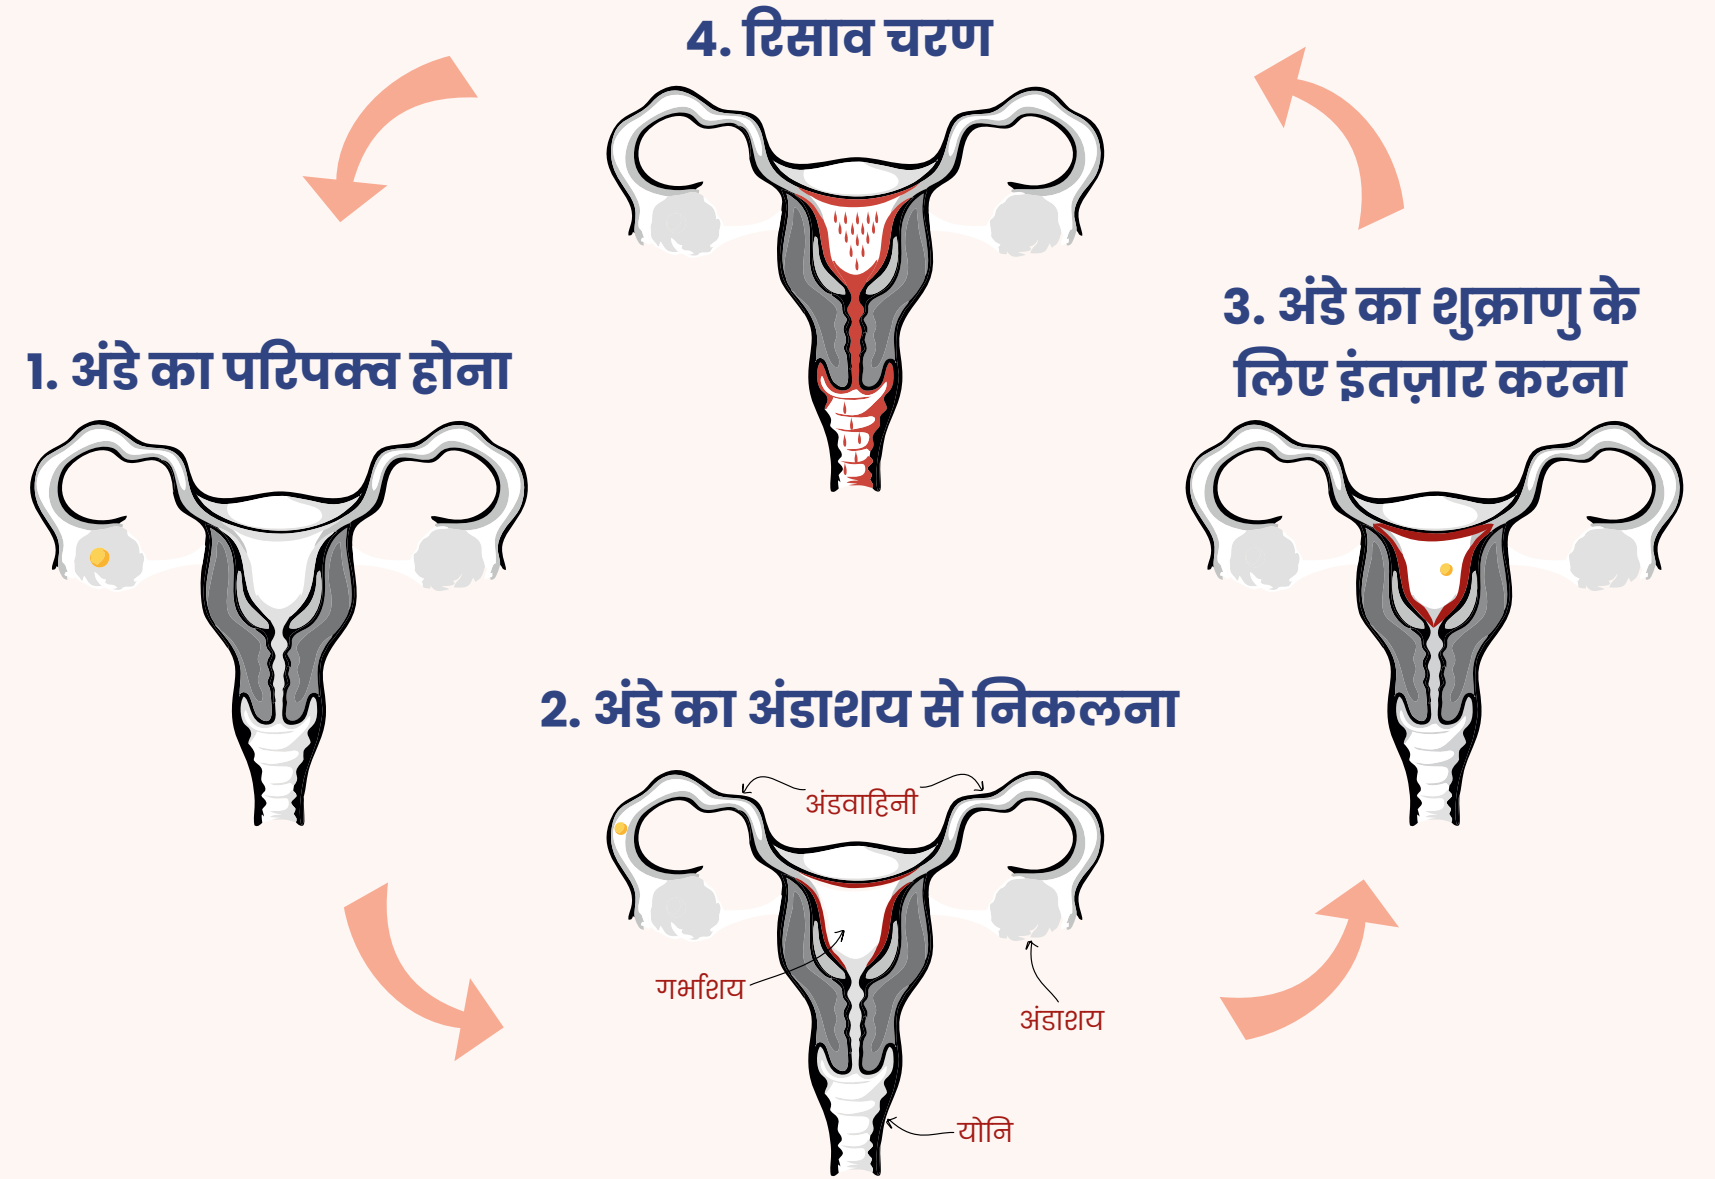 4. रिसाव चरण
3. अंडे का शुक्राणु के
लिए इंतज़ार करना
1. अंडे का परिपक्व होना
2. अंडे का अंडाशय से निकलना
अंडवाहिनी
गर्भाशय
अंडाशय
योनि